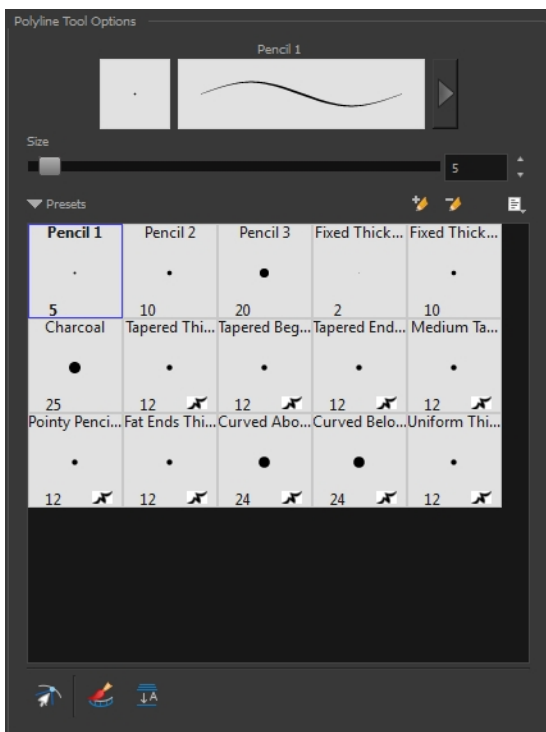 Polyline Tool Options
Pencil 1
Size
5
Presets
Pencil 1 Pencil 2 Pencil 3 Fixed Thick... Fixed Thick...
5 10 20 2 10
Charcoal Tapered Thi... Tapered Beg... Tapered End... Medium Ta...
25 12 12 12 12
Pointy Penci... Fat Ends Thi... Curved Abo... Curved Belo... Uniform Thi...
12 12 24 24 12
A